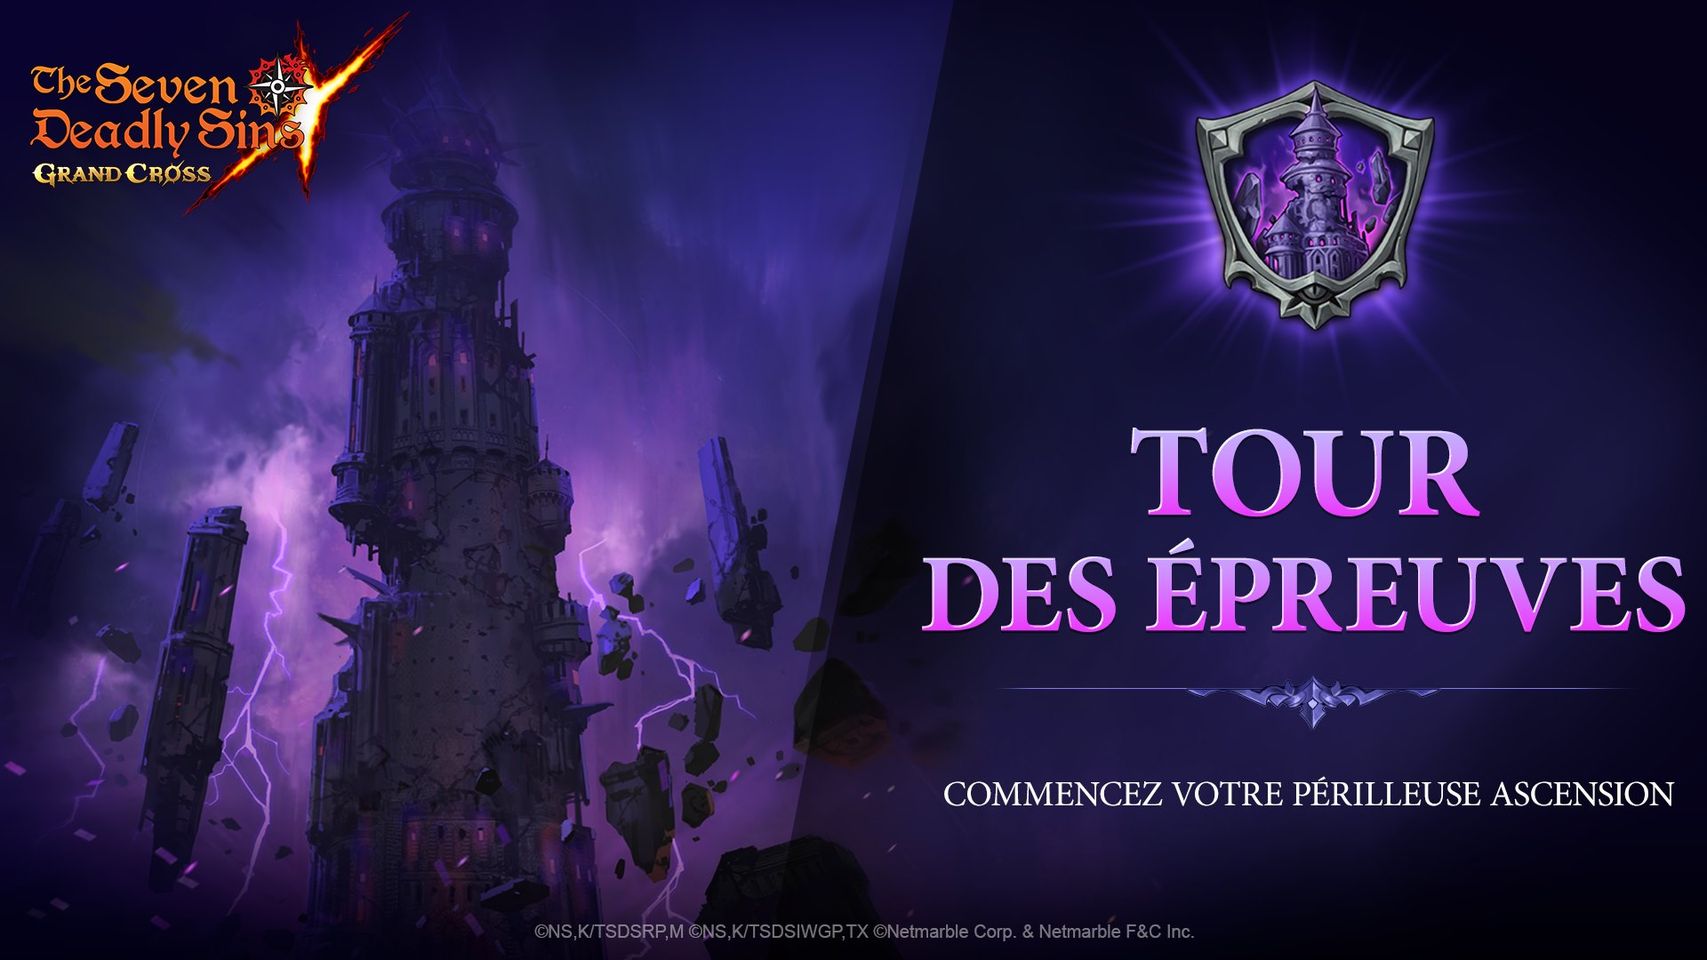 The Seven
Deadly Sins
GRAND CROSS
TOUR
DES ÉPREUVES
COMMENCEZ VOTRE PÉRILLEUSE ASCENSION
©NS,K/TSDSRP,M ©NS,K/TSDSIWGP,TX ©Netmarble Corp. & Netmarble F&C Inc.